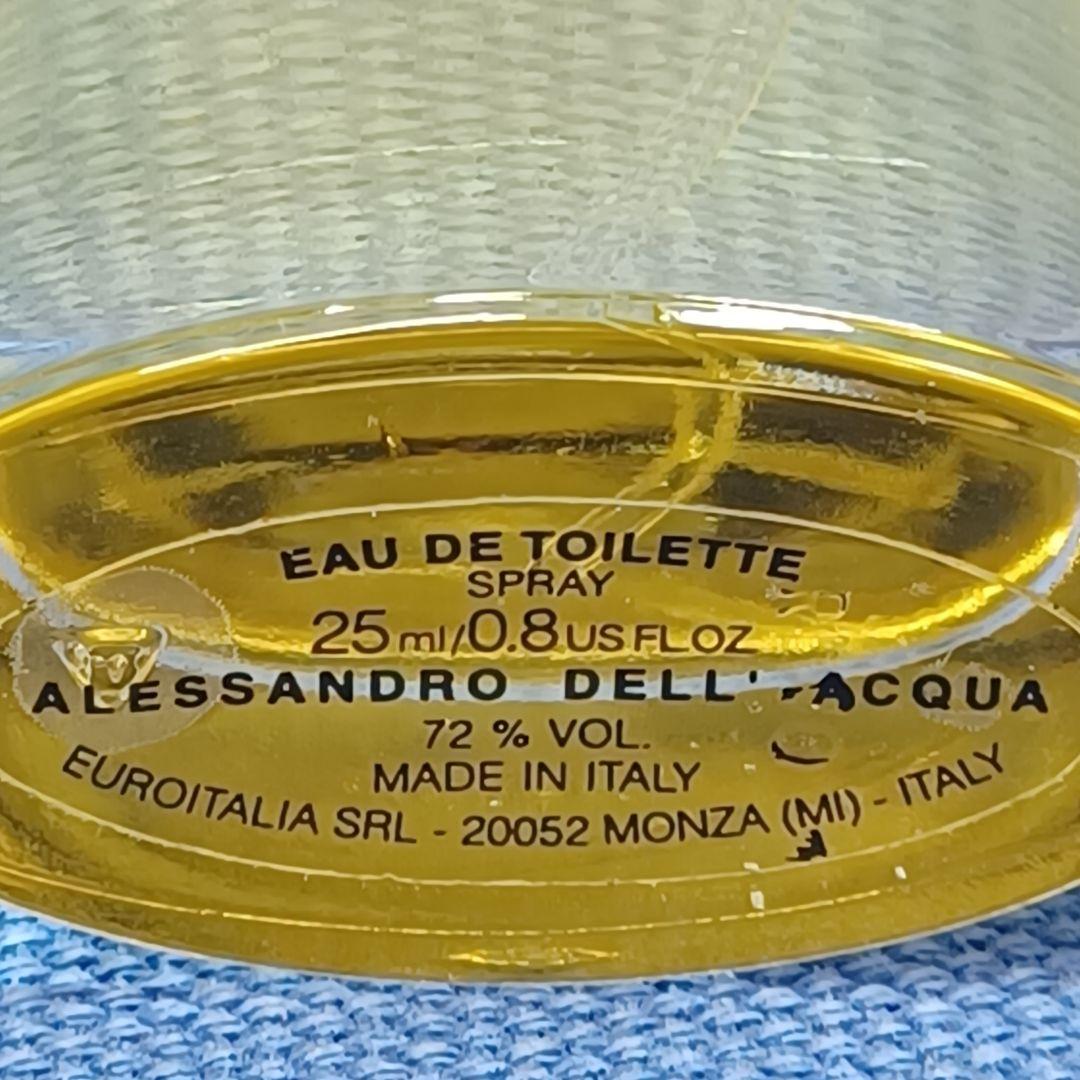 EAU DE TOILETTE
SPRAY
25 ml/0.8 US FL OZ
ALESSANDRO DELL' ACQUA
72 % VOL.
MADE IN ITALY
EUROITALIA SRL - 20052 MONZA (MI) - ITALY